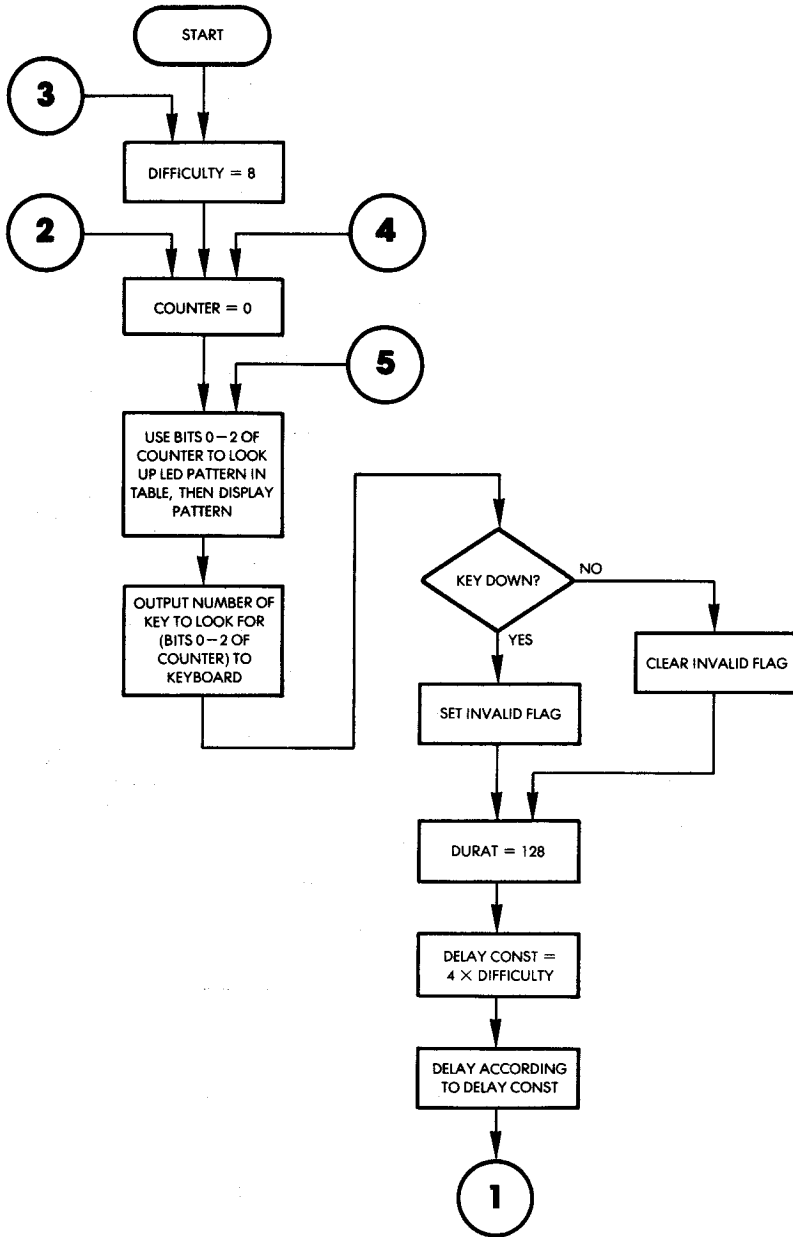 START
3
DIFFICULTY = 8
2
4
COUNTER = 0
5
USE BITS 0–2 OF
COUNTER TO LOOK
UP LED PATTERN IN
TABLE, THEN DISPLAY
PATTERN
OUTPUT NUMBER OF
KEY TO LOOK FOR
(BITS 0–2 OF
COUNTER) TO
KEYBOARD
KEY DOWN?
NO
YES
CLEAR INVALID FLAG
SET INVALID FLAG
DURAT = 128
DELAY CONST =
4 × DIFFICULTY
DELAY ACCORDING
TO DELAY CONST
1